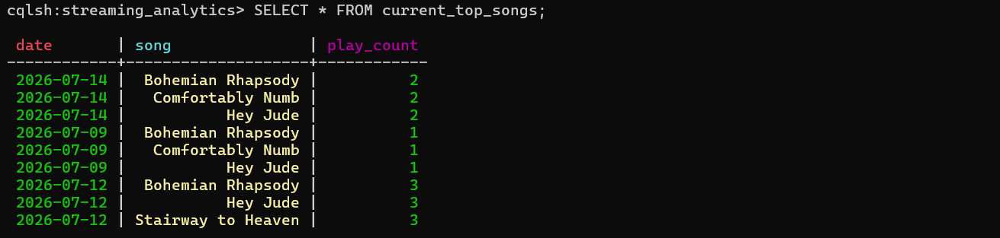 cqlsh:streaming_analytics> SELECT * FROM current_top_songs;
 date       | song               | play_count
------------+--------------------+------------
 2026-07-14 |  Bohemian Rhapsody |          2
 2026-07-14 |   Comfortably Numb |          2
 2026-07-14 |           Hey Jude |          2
 2026-07-09 |  Bohemian Rhapsody |          1
 2026-07-09 |   Comfortably Numb |          1
 2026-07-09 |           Hey Jude |          1
 2026-07-12 |  Bohemian Rhapsody |          3
 2026-07-12 |           Hey Jude |          3
 2026-07-12 | Stairway to Heaven |          3